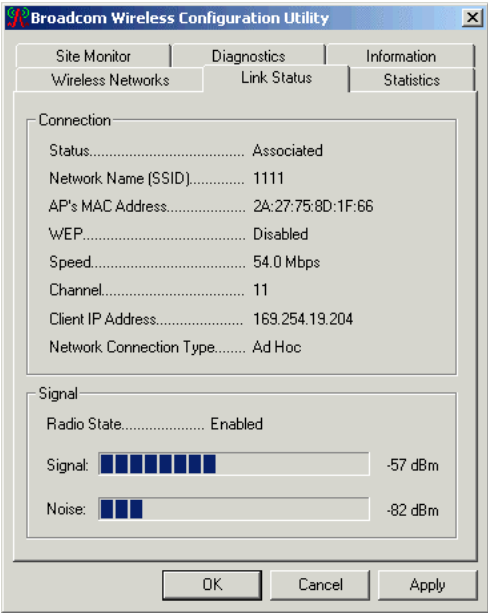 Broadcom Wireless Configuration Utility
Site Monitor Diagnostics Information
Wireless Networks Link Status Statistics
Connection
Status................................... Associated
Network Name (SSID)............. 1111
AP's MAC Address.................. 2A:27:75:8D:1F:66
WEP..................................... Disabled
Speed................................... 54.0 Mbps
Channel................................. 11
Client IP Address...................... 169.254.19.204
Network Connection Type........ Ad Hoc
Signal
Radio State.................... Enabled
Signal: -57 dBm
Noise: -82 dBm
OK Cancel Apply